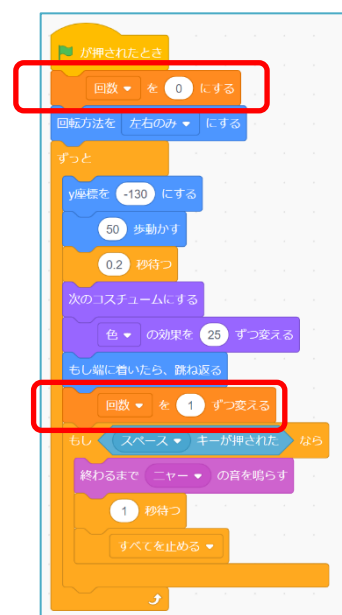 が押されたとき
回数 を 0 にする
回転方法を 左右のみ にする
ずっと
y座標を -130 にする
50 歩動かす
0.2 秒待つ
次のコスチュームにする
色 の効果を 25 ずつ変える
もし端に着いたら、跳ね返る
回数 を 1 ずつ変える
もし スペース キーが押された なら
終わるまで ニャー の音を鳴らす
1 秒待つ
すべてを止める